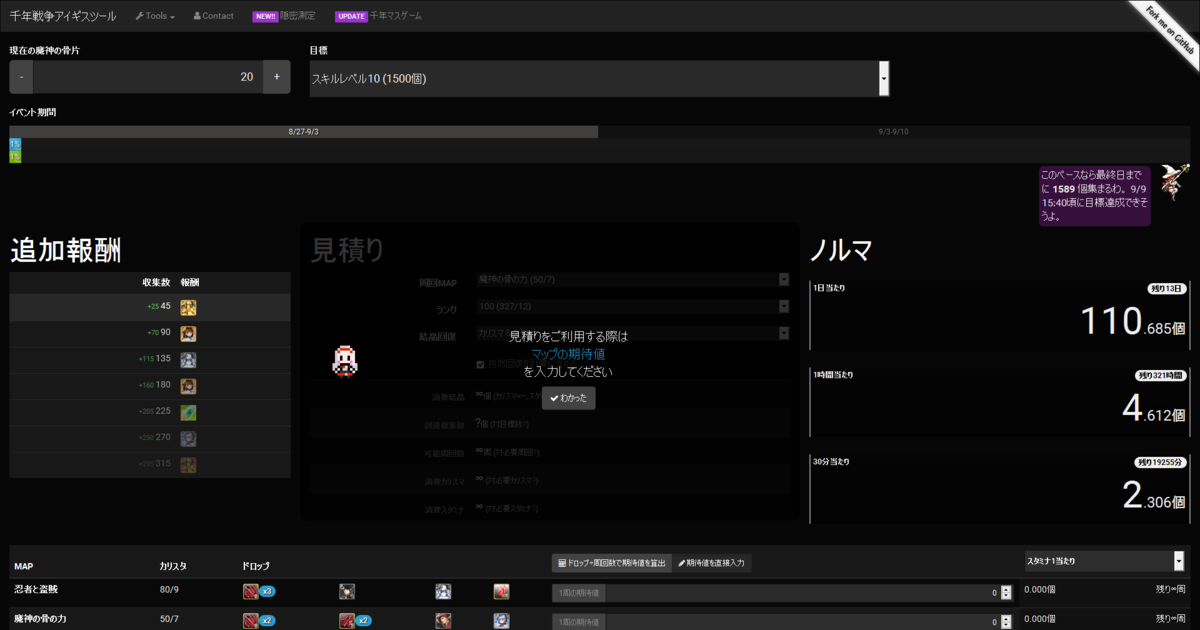 千年戦争アイギスツール Tools Contact NEW!! 隠密測定 UPDATE 千年マスゲーム
Fork me on GitHub
現在の魔神の骨片 目標
- 20 + スキルレベル10 (1500個)
イベント期間
8/27-9/3 9/3-9/10
1%
1%
このペースなら最終日まで
に 1589 個集まるわ。9/9
15:40頃に目標達成できそ
うよ。
追加報酬
収集数 報酬
+25 45
+70 90
+115 135
+160 180
+205 225
+250 270
+295 315
見積り
周回MAP 魔神の骨の力 (50/7)
ランク 100 (327/12)
結晶回復 カリスマ
見積りをご利用する際は
マップの期待値
を入力してください
わかった
消費結晶
到達収集数 ?個
可能周回数 ∞周
消費カリスマ ∞
消費スタミナ ∞
ノルマ
1日当たり 残り13日
110.685個
1時間当たり 残り321時間
4.612個
30分当たり 残り19255分
2.306個
MAP カリスタ ドロップ ドロップ÷周回数で期待値を算出 期待値を直接入力 スタミナ1当たり
忍者と盗賊 80/9 x3 1周の期待値 0 0.000個 残り∞周
魔神の骨の力 50/7 x2 x2 1周の期待値 0 0.000個 残り∞周